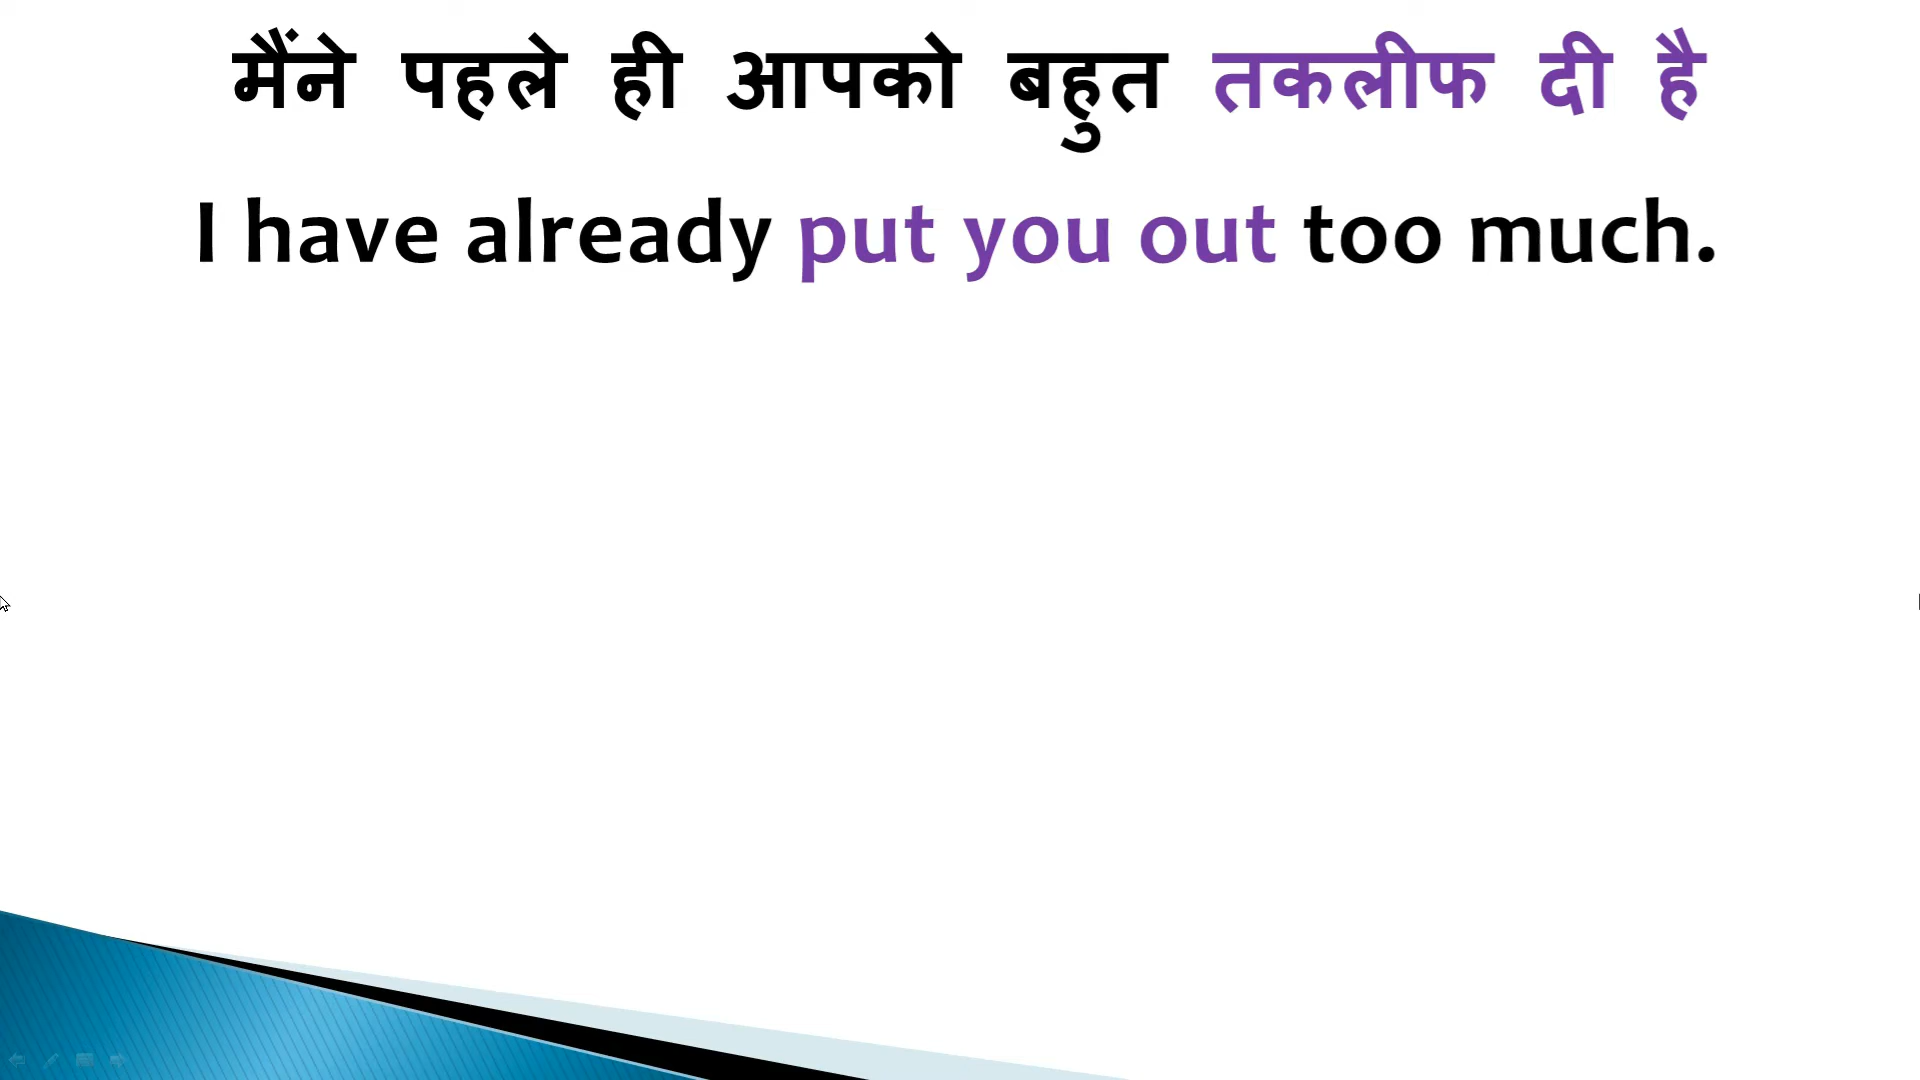 मैंने पहले ही आपको बहुत तकलीफ दी है
I have already put you out too much.